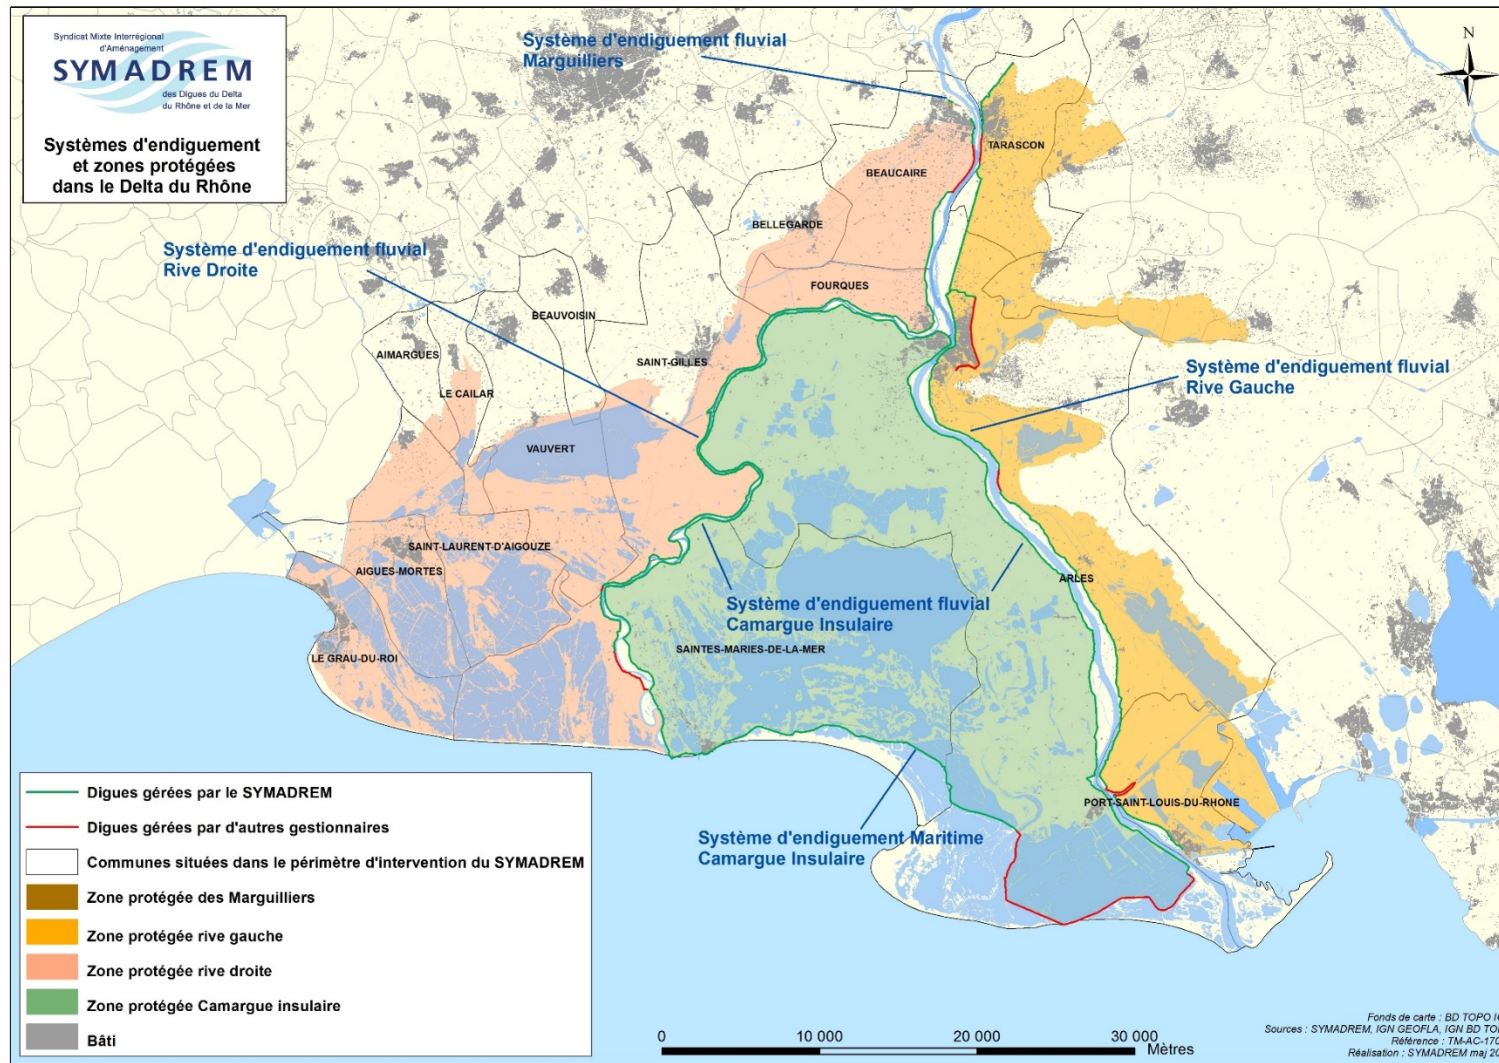 Syndicat Mixte Interrégional
d'Aménagement
SYMADREM
des Digues du Delta
du Rhône et de la Mer
Systèmes d'endiguement
et zones protégées
dans le Delta du Rhône
Système d'endiguement fluvial
Marguilliers
N
TARASCON
BEAUCAIRE
BELLEGARDE
Système d'endiguement fluvial
Rive Droite
FOURQUES
BEAUVOISIN
AIMARGUES
SAINT-GILLES
Système d'endiguement fluvial
Rive Gauche
LE CAILAR
VAUVERT
SAINT-LAURENT-D'AIGOUZE
AIGUES-MORTES
ARLES
Système d'endiguement fluvial
Camargue Insulaire
SAINTES-MARIES-DE-LA-MER
LE GRAU-DU-ROI
PORT-SAINT-LOUIS-DU-RHONE
Système d'endiguement Maritime
Camargue Insulaire
Digues gérées par le SYMADREM
Digues gérées par d'autres gestionnaires
Communes situées dans le périmètre d'intervention du SYMADREM
Zone protégée des Marguilliers
Zone protégée rive gauche
Zone protégée rive droite
Zone protégée Camargue insulaire
Bâti
0 10 000 20 000 30 000
Mètres
Fonds de carte : BD TOPO
Sources : SYMADREM, IGN GEOFLA, IGN BD
Référence : TM-AC-170
Réalisation : SYMADREM maj 20